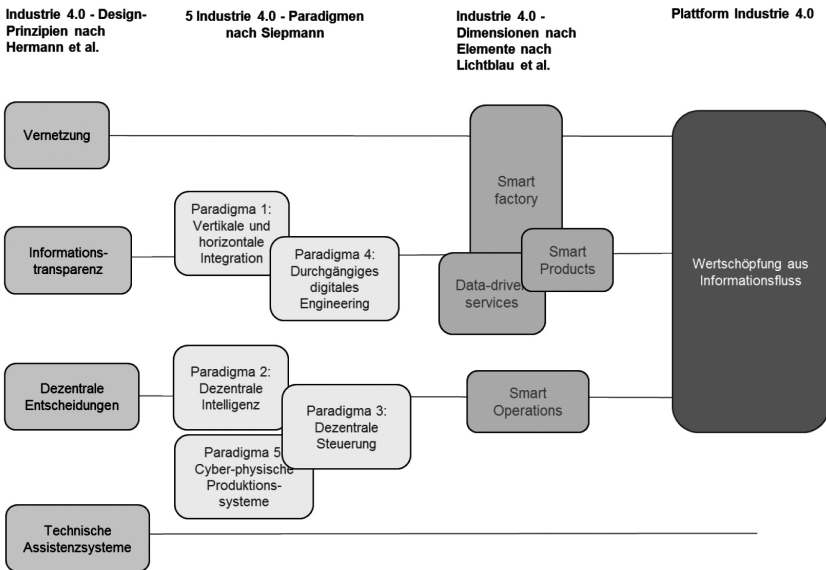 Industrie 4.0 - Design-
Prinzipien nach
Hermann et al.
5 Industrie 4.0 - Paradigmen
nach Siepmann
Industrie 4.0 -
Dimensionen nach
Elemente nach
Lichtblau et al.
Plattform Industrie 4.0
Vernetzung
Smart
factory
Paradigma 1:
Vertikale und
horizontale
Integration
Informations-
transparenz
Paradigma 4:
Durchgängiges
digitales
Engineering
Smart
Products
Data-driven
services
Wertschöpfung aus
Informationsfluss
Dezentrale
Entscheidungen
Paradigma 2:
Dezentrale
Intelligenz
Paradigma 3:
Dezentrale
Steuerung
Smart
Operations
Paradigma 5
Cyber-physische
Produktions-
systeme
Technische
Assistenzsysteme